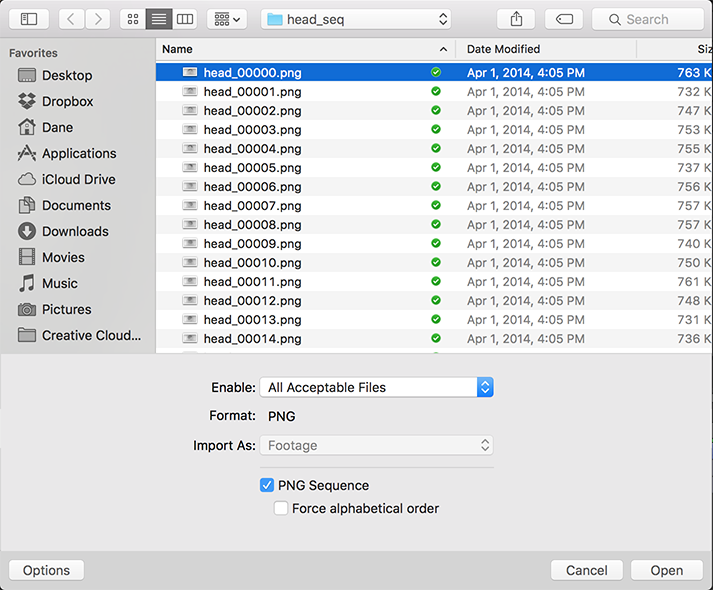 head_seq
Search
Favorites
Desktop
Dropbox
Dane
Applications
iCloud Drive
Documents
Downloads
Movies
Music
Pictures
Creative Cloud...
Name Date Modified Siz
head_00000.png Apr 1, 2014, 4:05 PM 763 K
head_00001.png Apr 1, 2014, 4:05 PM 732 K
head_00002.png Apr 1, 2014, 4:05 PM 747 K
head_00003.png Apr 1, 2014, 4:05 PM 753 K
head_00004.png Apr 1, 2014, 4:05 PM 755 K
head_00005.png Apr 1, 2014, 4:05 PM 737 K
head_00006.png Apr 1, 2014, 4:05 PM 756 K
head_00007.png Apr 1, 2014, 4:05 PM 757 K
head_00008.png Apr 1, 2014, 4:05 PM 757 K
head_00009.png Apr 1, 2014, 4:05 PM 740 K
head_00010.png Apr 1, 2014, 4:05 PM 750 K
head_00011.png Apr 1, 2014, 4:05 PM 761 K
head_00012.png Apr 1, 2014, 4:05 PM 748 K
head_00013.png Apr 1, 2014, 4:05 PM 731 K
head_00014.png Apr 1, 2014, 4:05 PM 736 K
Enable: All Acceptable Files
Format: PNG
Import As: Footage
PNG Sequence
Force alphabetical order
Options Cancel Open